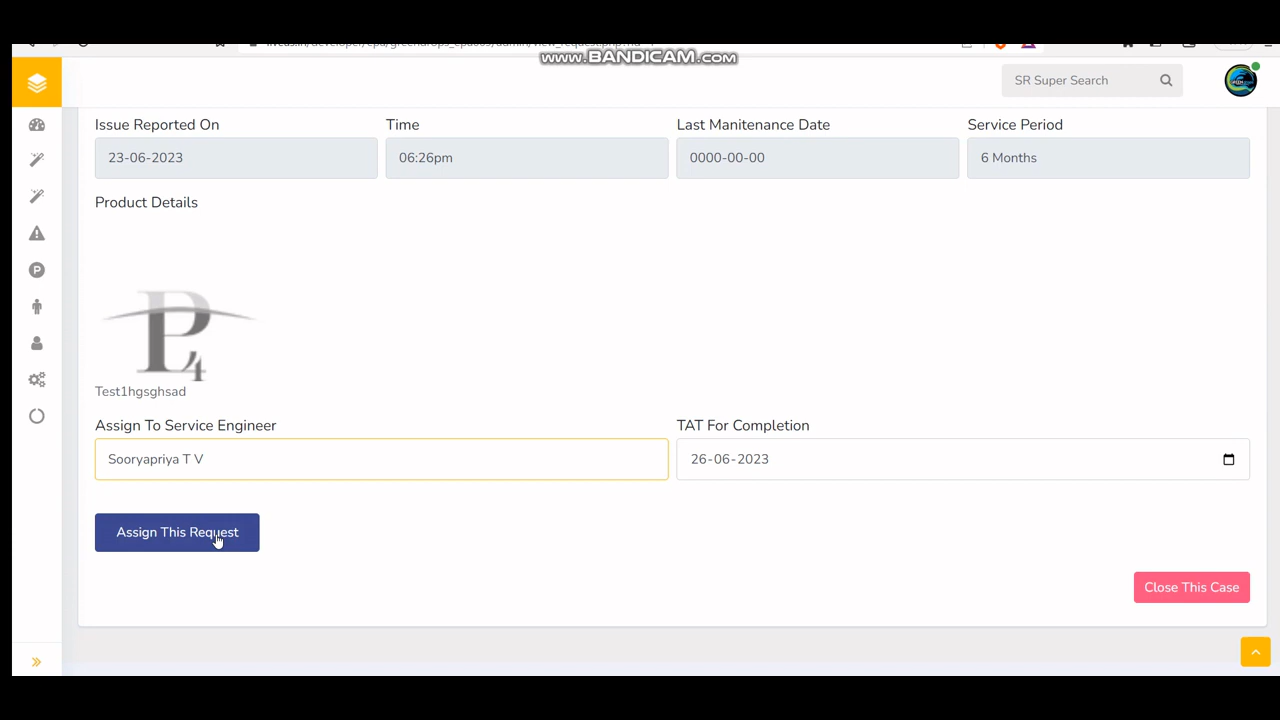 www.BANDICAM.com
SR Super Search
Issue Reported On
Time
Last Manitenance Date
Service Period
23-06-2023
06:26pm
0000-00-00
6 Months
Product Details
P
4
Test1hgsghsad
Assign To Service Engineer
TAT For Completion
Sooryapriya T V
26-06-2023
Assign This Request
Close This Case